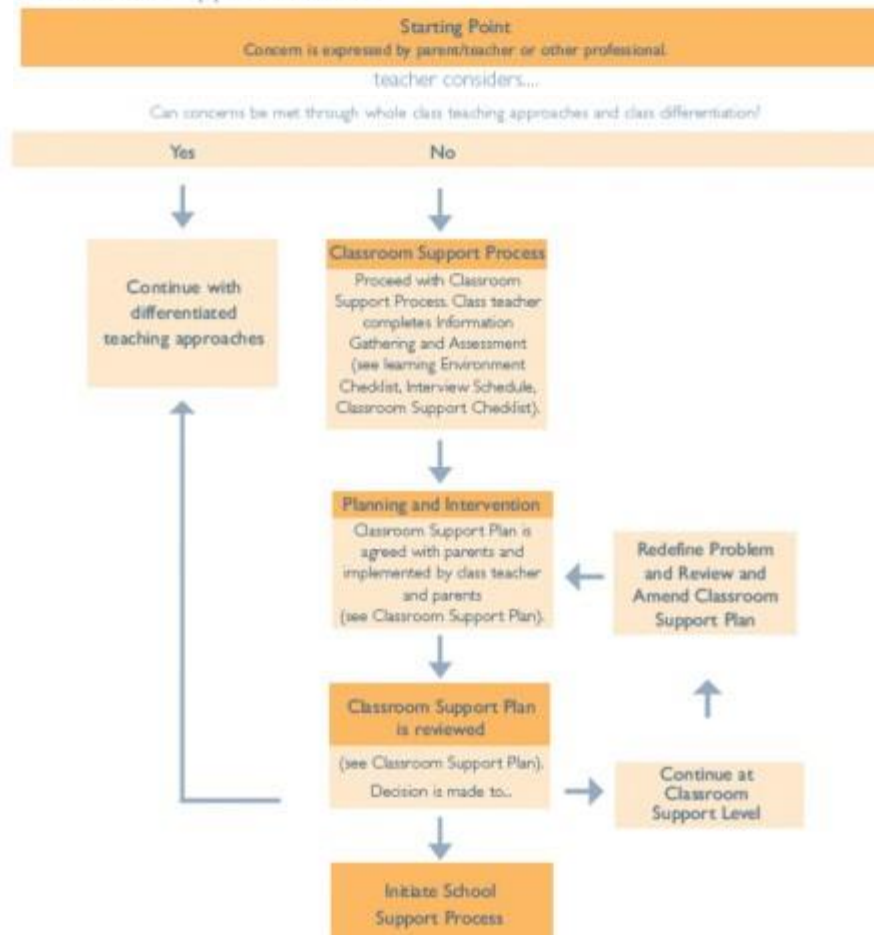 Starting Point
Concern is expressed by parent/teacher or other professional.
teacher considers....
Can concerns be met through whole class teaching approaches and class differentiation?
Yes
No
Continue with
differentiated
teaching approaches
Classroom Support Process
Proceed with Classroom
Support Process. Class teacher
completes Information
Gathering and Assessment
(see learning Environment
Checklist, Interview Schedule,
Classroom Support Checklist).
Planning and Intervention
Classroom Support Plan is
agreed with parents and
implemented by class teacher
and parents
(see Classroom Support Plan).
Redefine Problem
and Review and
Amend Classroom
Support Plan
Classroom Support Plan
is reviewed
(see Classroom Support Plan).
Decision is made to...
Continue at
Classroom
Support Level
Initiate School
Support Process